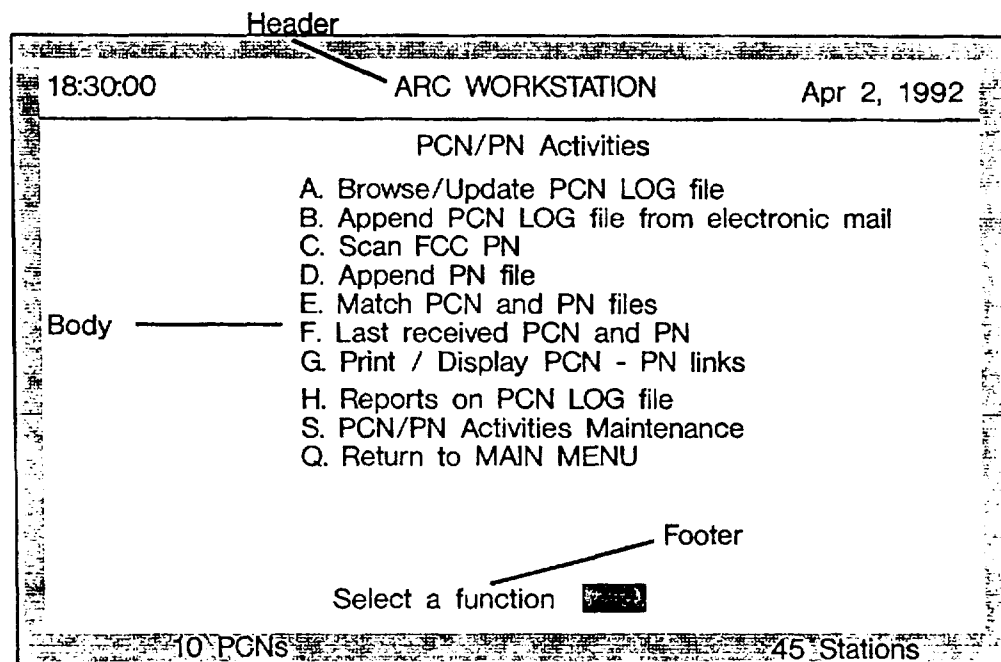 Header
18:30:00 ARC WORKSTATION Apr 2, 1992
PCN/PN Activities
A. Browse/Update PCN LOG file
B. Append PCN LOG file from electronic mail
C. Scan FCC PN
D. Append PN file
E. Match PCN and PN files
Body F. Last received PCN and PN
G. Print / Display PCN - PN links
H. Reports on PCN LOG file
S. PCN/PN Activities Maintenance
Q. Return to MAIN MENU
Footer
Select a function
10 PCNs 45 Stations